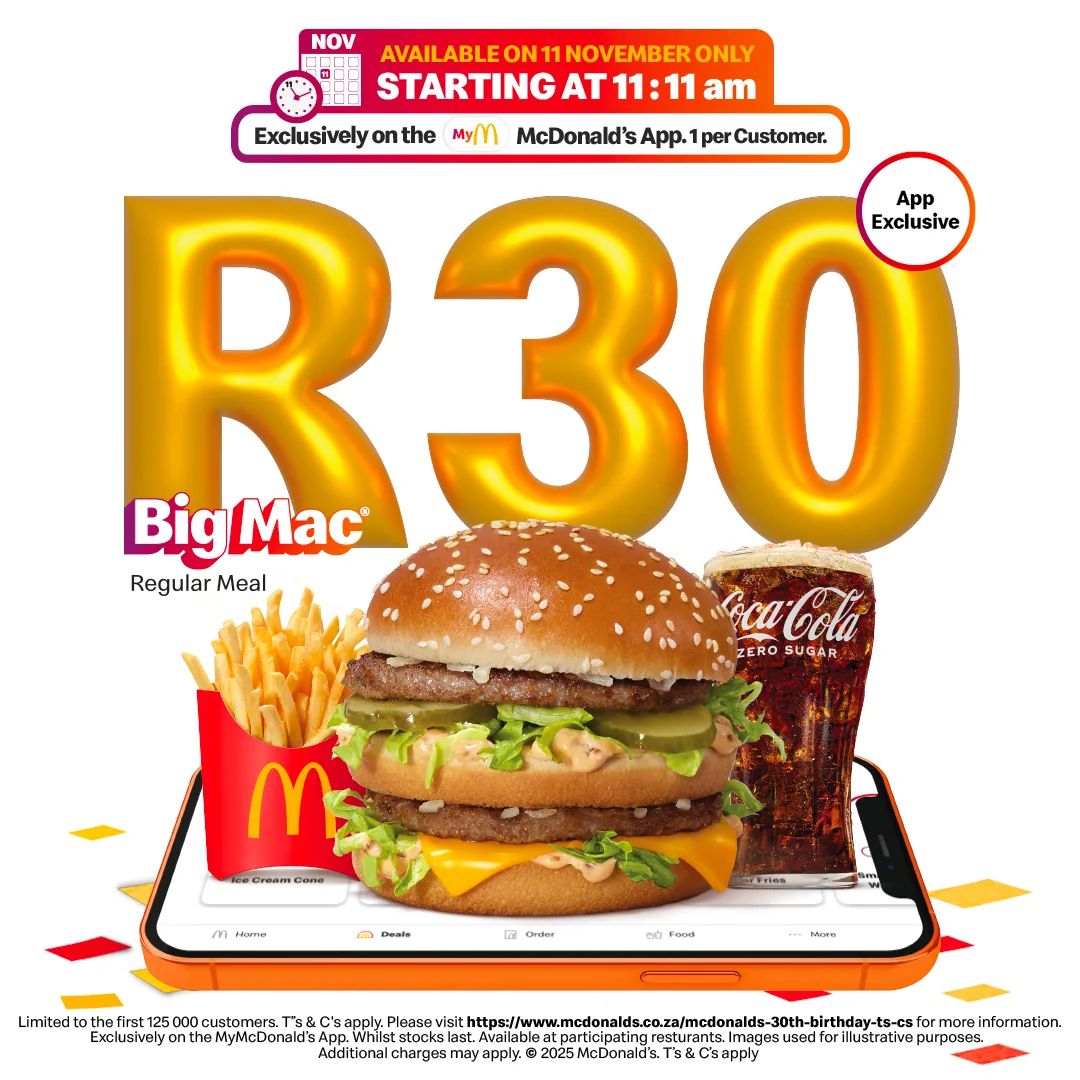 NOV
11
11
AVAILABLE ON 11 NOVEMBER ONLY
STARTING AT 11:11 am
Exclusively on the My McDonald's App. 1 per Customer.
App
Exclusive
R30
Big Mac®
Regular Meal
Coca-Cola
ZERO SUGAR
Ice Cream Cone
Fries
Home
Deals
Order
Food
More
Limited to the first 125 000 customers. T"s & C's apply. Please visit https://www.mcdonalds.co.za/mcdonalds-30th-birthday-ts-cs for more information.
Exclusively on the MyMcDonald's App. Whilst stocks last. Available at participating resturants. Images used for illustrative purposes.
Additional charges may apply. © 2025 McDonald's. T's & C's apply